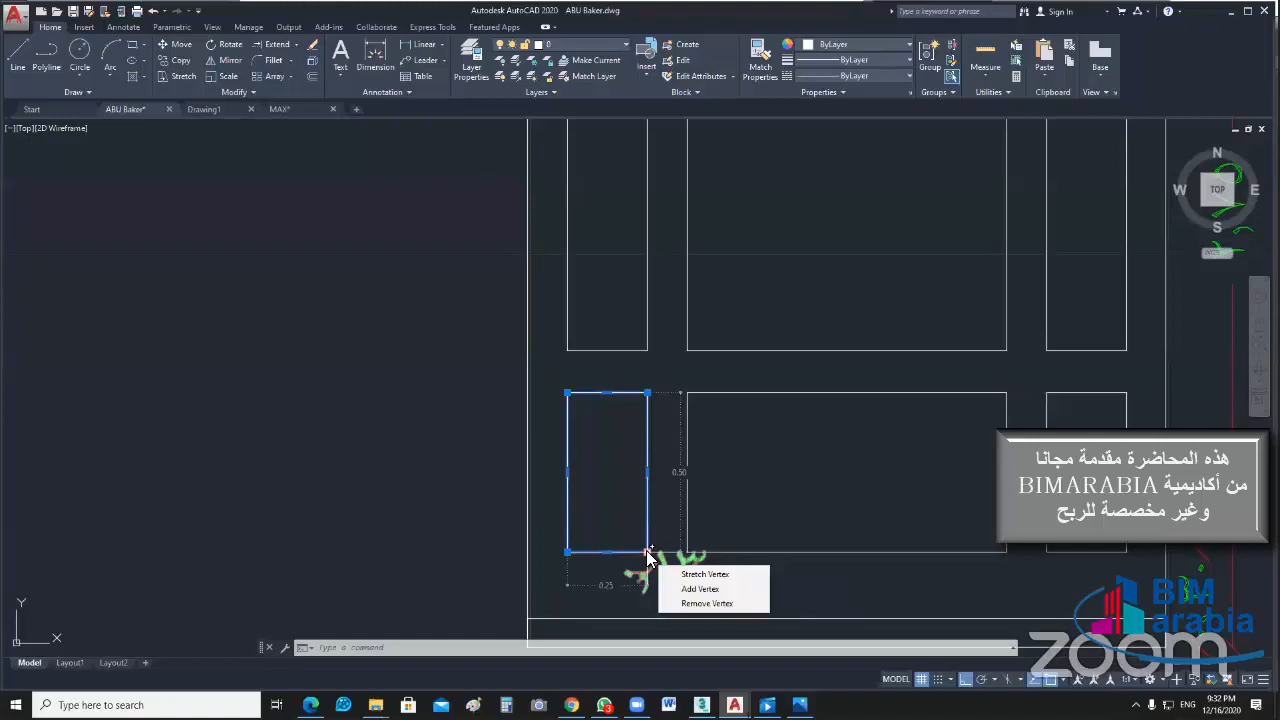 Autodesk AutoCAD 2020 ABU Baker.dwg
Type a keyword or phrase
Sign In
Home Insert Annotate Parametric View Manage Output Add-ins Collaborate Express Tools Featured Apps
Line Polyline Circle Arc
Move Rotate Extend
Copy Mirror Fillet
Stretch Scale Array
Text Dimension
Linear
Leader
Table
Layer Properties
0
Make Current
Match Layer
Insert
Create
Edit
Edit Attributes
Match Properties
ByLayer
ByLayer
ByLayer
Group
Measure
Paste
Base
Draw Modify Annotation Layers Block Properties Groups Utilities Clipboard View
Start ABU Baker* Drawing1 MAX*
[−][Top][2D Wireframe]
N
W TOP E
S
0.50
0.25
Stretch Vertex
Add Vertex
Remove Vertex
هذه المحاضرة مقدمة مجانا
من أكاديمية BIMARABIA
وغير مخصصة للربح
BIM
arabia
zoom
Y
X
Type a command
Model Layout1 Layout2
MODEL
1:1
Type here to search
ENG
9:32 PM
12/16/2020